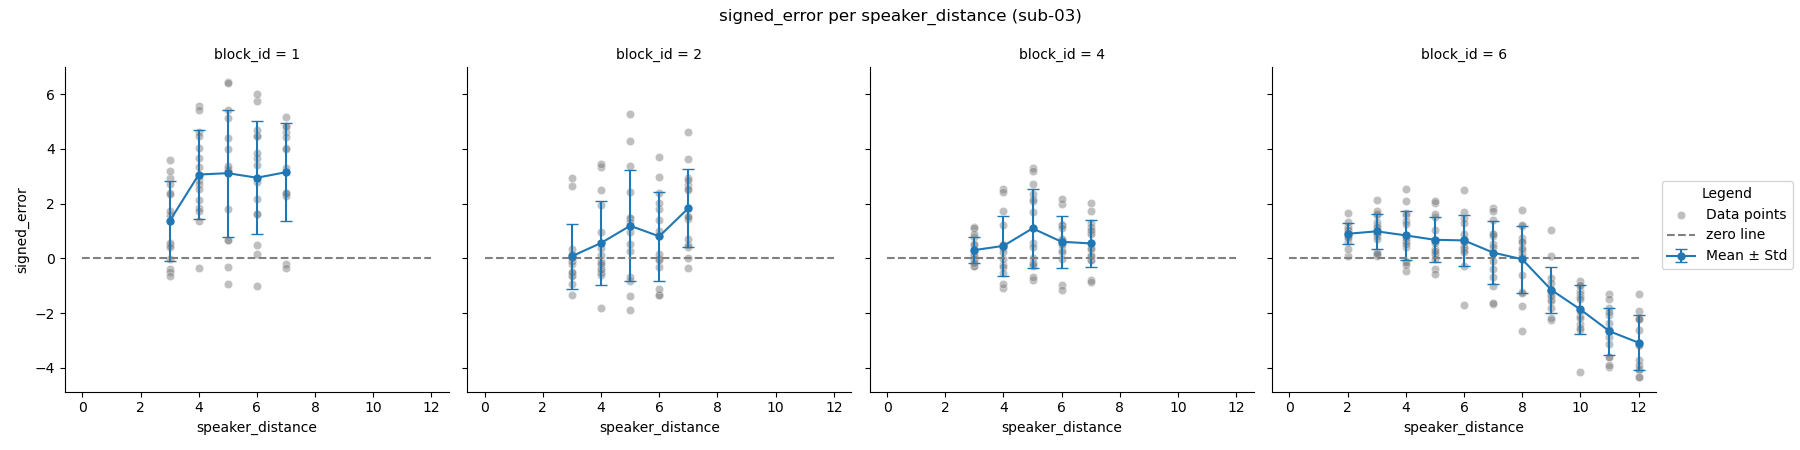 signed_error per speaker_distance (sub-03)
block_id = 1
block_id = 2
block_id = 4
block_id = 6
signed_error
6
4
2
0
−2
−4
0 2 4 6 8 10 12
0 2 4 6 8 10 12
0 2 4 6 8 10 12
0 2 4 6 8 10 12
speaker_distance
speaker_distance
speaker_distance
speaker_distance
Legend
Data points
zero line
Mean ± Std